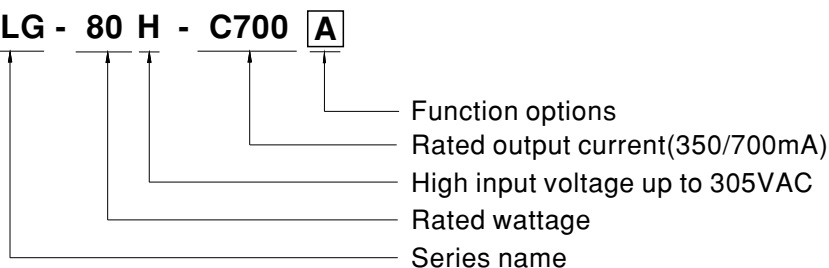 LG - 80 H - C700 A
Function options
Rated output current(350/700mA)
High input voltage up to 305VAC
Rated wattage
Series name